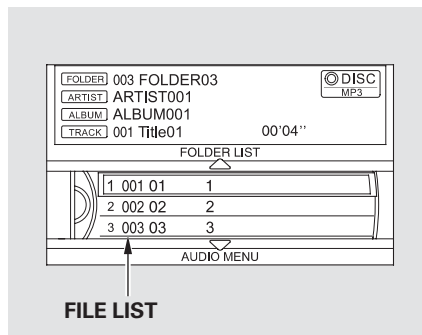 FOLDER 003 FOLDER03 DISC
ARTIST ARTIST001 MP3
ALBUM ALBUM001
TRACK 001 Title01 00'04''
FOLDER LIST
1 001 01 1
2 002 02 2
3 003 03 3
AUDIO MENU
FILE LIST